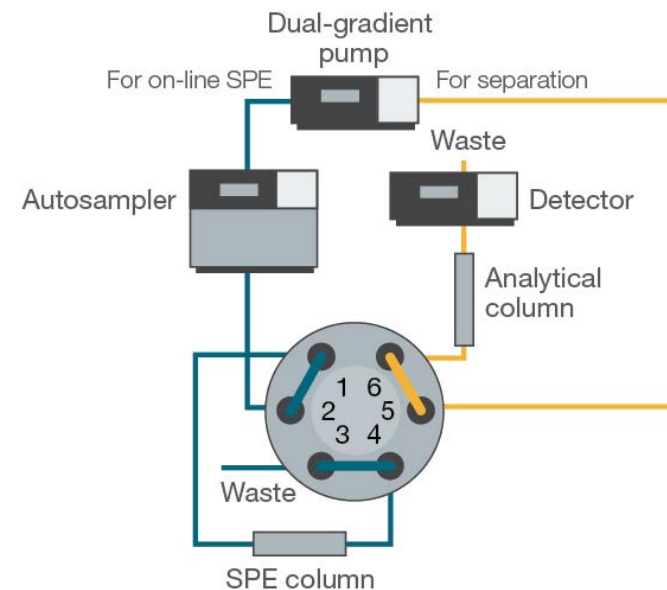 Dual-gradient
pump
For on-line SPE
For separation
Waste
Autosampler
Detector
Analytical
column
1 6
2 5
3 4
Waste
SPE column